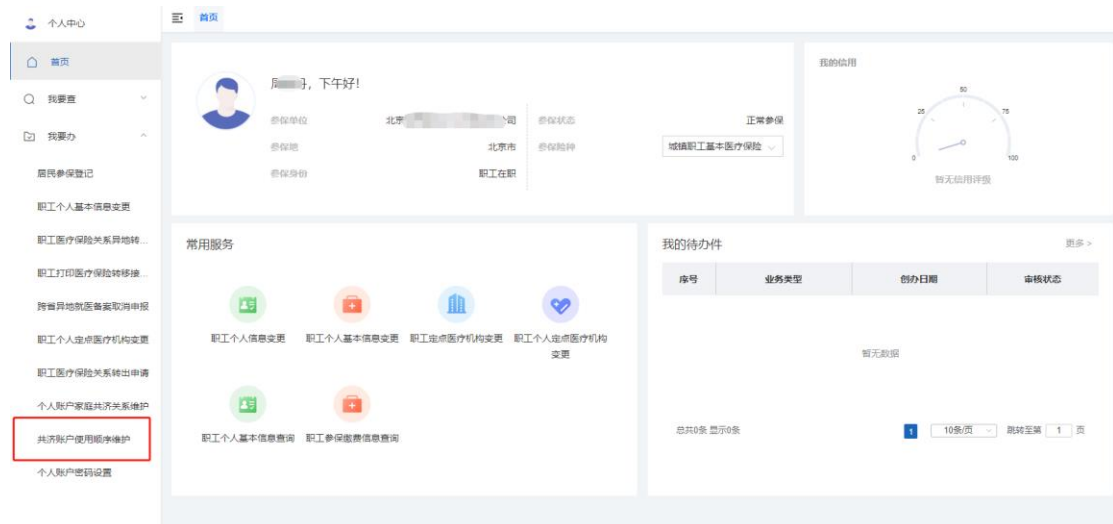 个人中心
首页
首页
我要查
我要办
居民参保登记
职工个人基本信息变更
职工医疗保险关系异地转...
职工打印医疗保险转移接...
跨省异地就医备案取消申报
职工个人定点医疗机构变更
职工医疗保险关系转出申请
个人账户家庭共济关系维护
共济账户使用顺序维护
个人账户密码设置
，下午好！
参保单位 北京 司
参保状态 正常参保
参保地 北京市
参保险种 城镇职工基本医疗保险
参保身份 职工在职
我的信用
0
25
50
75
100
暂无信用评级
常用服务
职工个人信息变更
职工个人基本信息变更
职工定点医疗机构变更
职工个人定点医疗机构
变更
职工个人基本信息查询
职工参保缴费信息查询
我的待办件
更多 >
序号 业务类型 创办日期 审核状态
暂无数据
总共0条 显示0条
1 10条/页 跳转至第 1 页